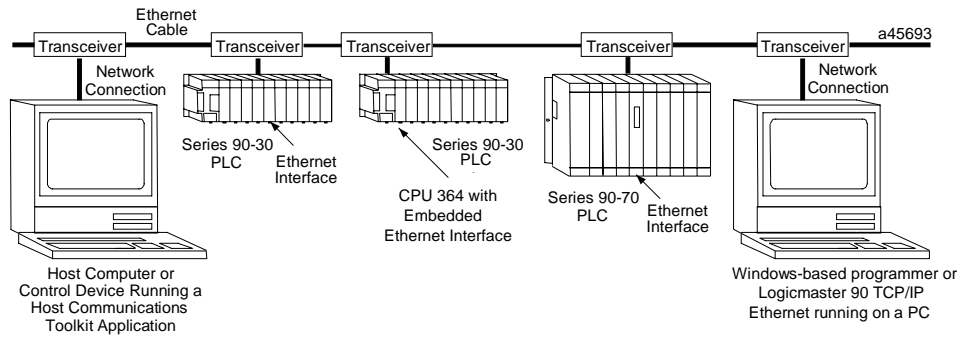 Ethernet
Cable
a45693
Transceiver
Transceiver
Transceiver
Transceiver
Transceiver
Network
Connection
Network
Connection
Series 90-30
PLC
Ethernet
Interface
Series 90-30
PLC
CPU 364 with
Embedded
Ethernet Interface
Series 90-70
PLC
Ethernet
Interface
Host Computer or
Control Device Running a
Host Communications
Toolkit Application
Windows-based programmer or
Logicmaster 90 TCP/IP
Ethernet running on a PC